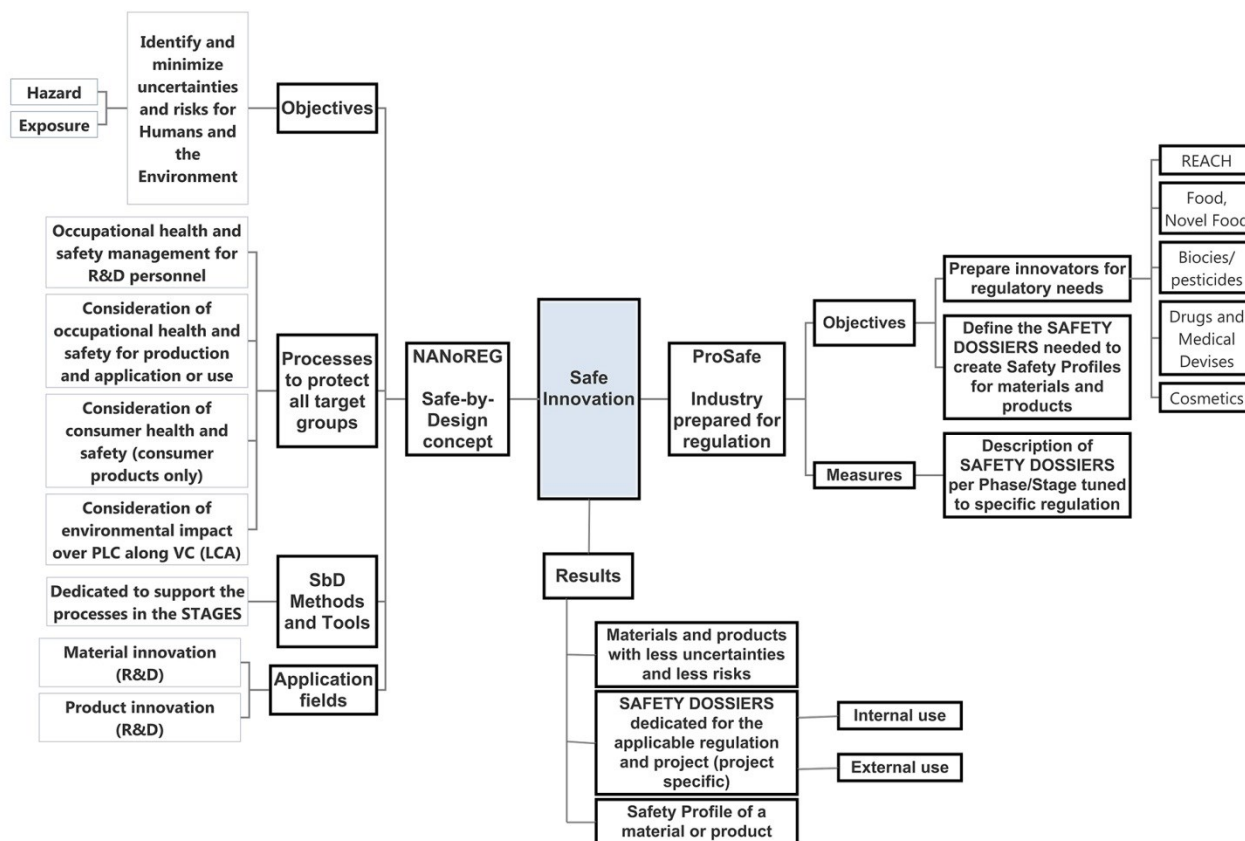 Identify and
minimize
uncertainties
and risks for
Humans and
the
Environment
Hazard
Exposure
Objectives
Occupational health and
safety management for
R&D personnel
Consideration of
occupational health and
safety for production
and application or use
Consideration of
consumer health and
safety (consumer
products only)
Consideration of
environmental impact
over PLC along VC (LCA)
Processes
to protect
all target
groups
Dedicated to support the
processes in the STAGES
SbD
Methods
and Tools
Material innovation
(R&D)
Product innovation
(R&D)
Application
fields
NANoREG
Safe-by-
Design
concept
Safe
Innovation
ProSafe
Industry
prepared for
regulation
Objectives
Prepare innovators for
regulatory needs
REACH
Food,
Novel Food
Biocies/
pesticides
Drugs and
Medical
Devises
Cosmetics
Define the SAFETY
DOSSIERS needed to
create Safety Profiles
for materials and
products
Measures
Description of
SAFETY DOSSIERS
per Phase/Stage tuned
to specific regulation
Results
Materials and products
with less uncertainties
and less risks
SAFETY DOSSIERS
dedicated for the
applicable regulation
and project (project
specific)
Internal use
External use
Safety Profile of a
material or product